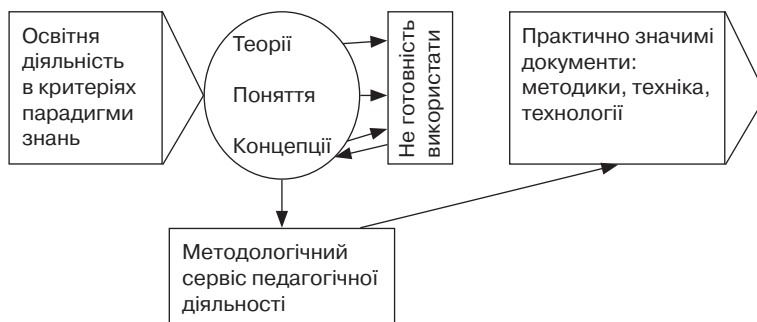 Освітня
діяльність
в критеріях
парадигми
знань
Теорії
Поняття
Концепції
Не готовність
використати
Практично значимі
документи:
методики, техніка,
технології
Методологічний
сервіс педагогічної
діяльності